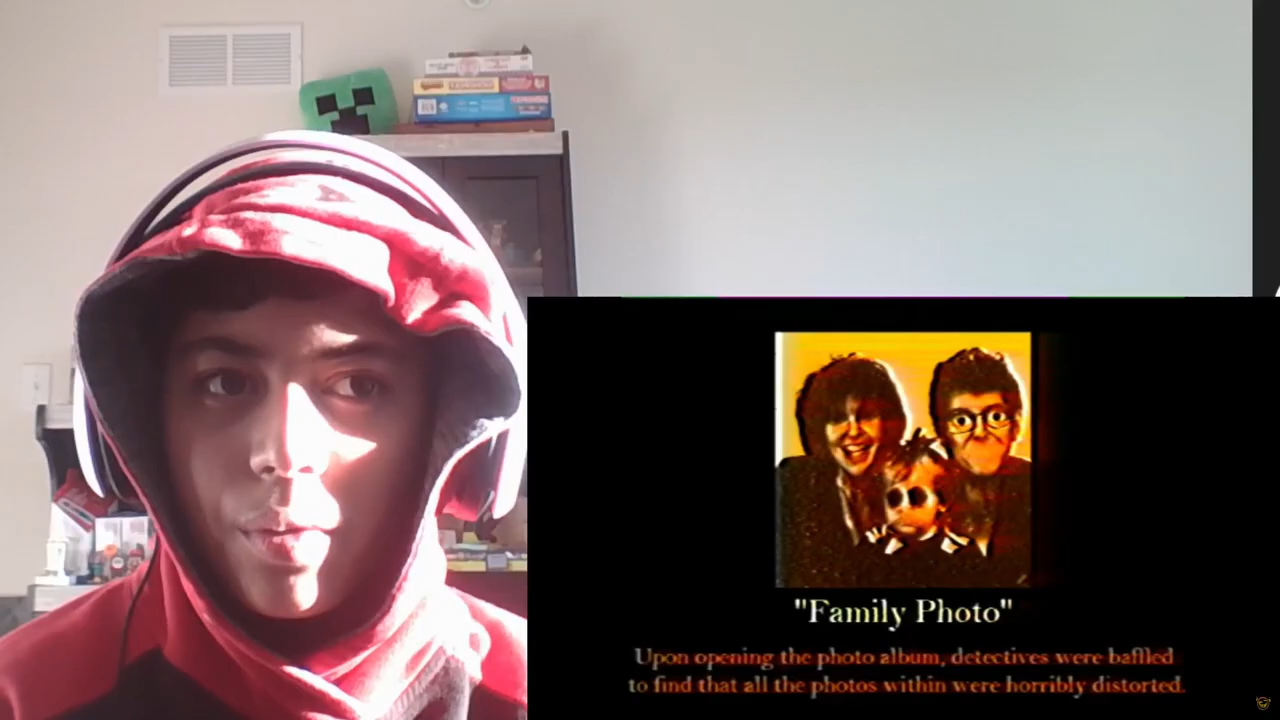 "Family Photo"
Upon opening the photo album, detectives were baffled
to find that all the photos within were horribly distorted.